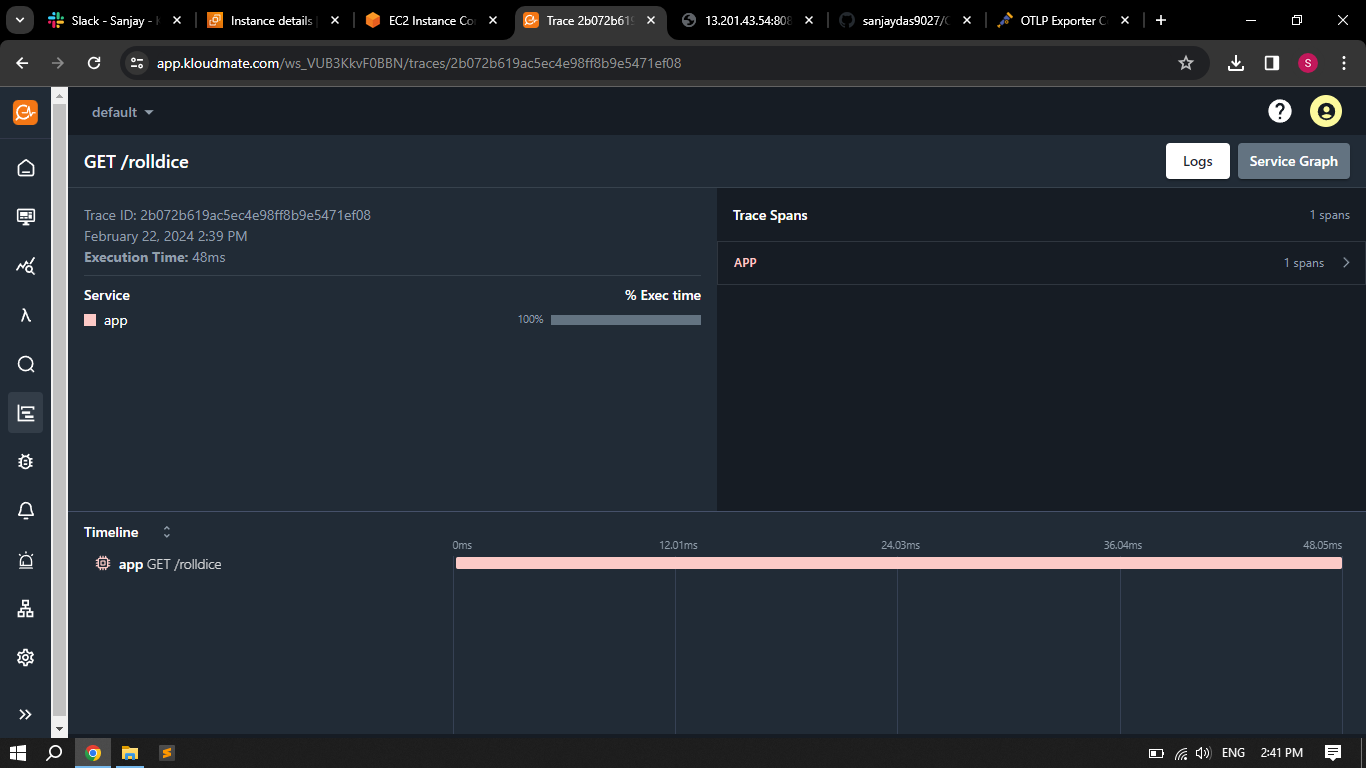 Slack - Sanjay - K
Instance details
EC2 Instance Co
Trace 2b072b619
13.201.43.54:808
sanjaydas9027/
OTLP Exporter C
app.kloudmate.com/ws_VUB3KkvF0BBN/traces/2b072b619ac5ec4e98ff8b9e5471ef08
S
default
GET /rolldice
Logs
Service Graph
Trace ID: 2b072b619ac5ec4e98ff8b9e5471ef08
February 22, 2024 2:39 PM
Execution Time: 48ms
Service
% Exec time
app
100%
Trace Spans
1 spans
APP
1 spans
Timeline
0ms
12.01ms
24.03ms
36.04ms
48.05ms
app GET /rolldice
ENG
2:41 PM